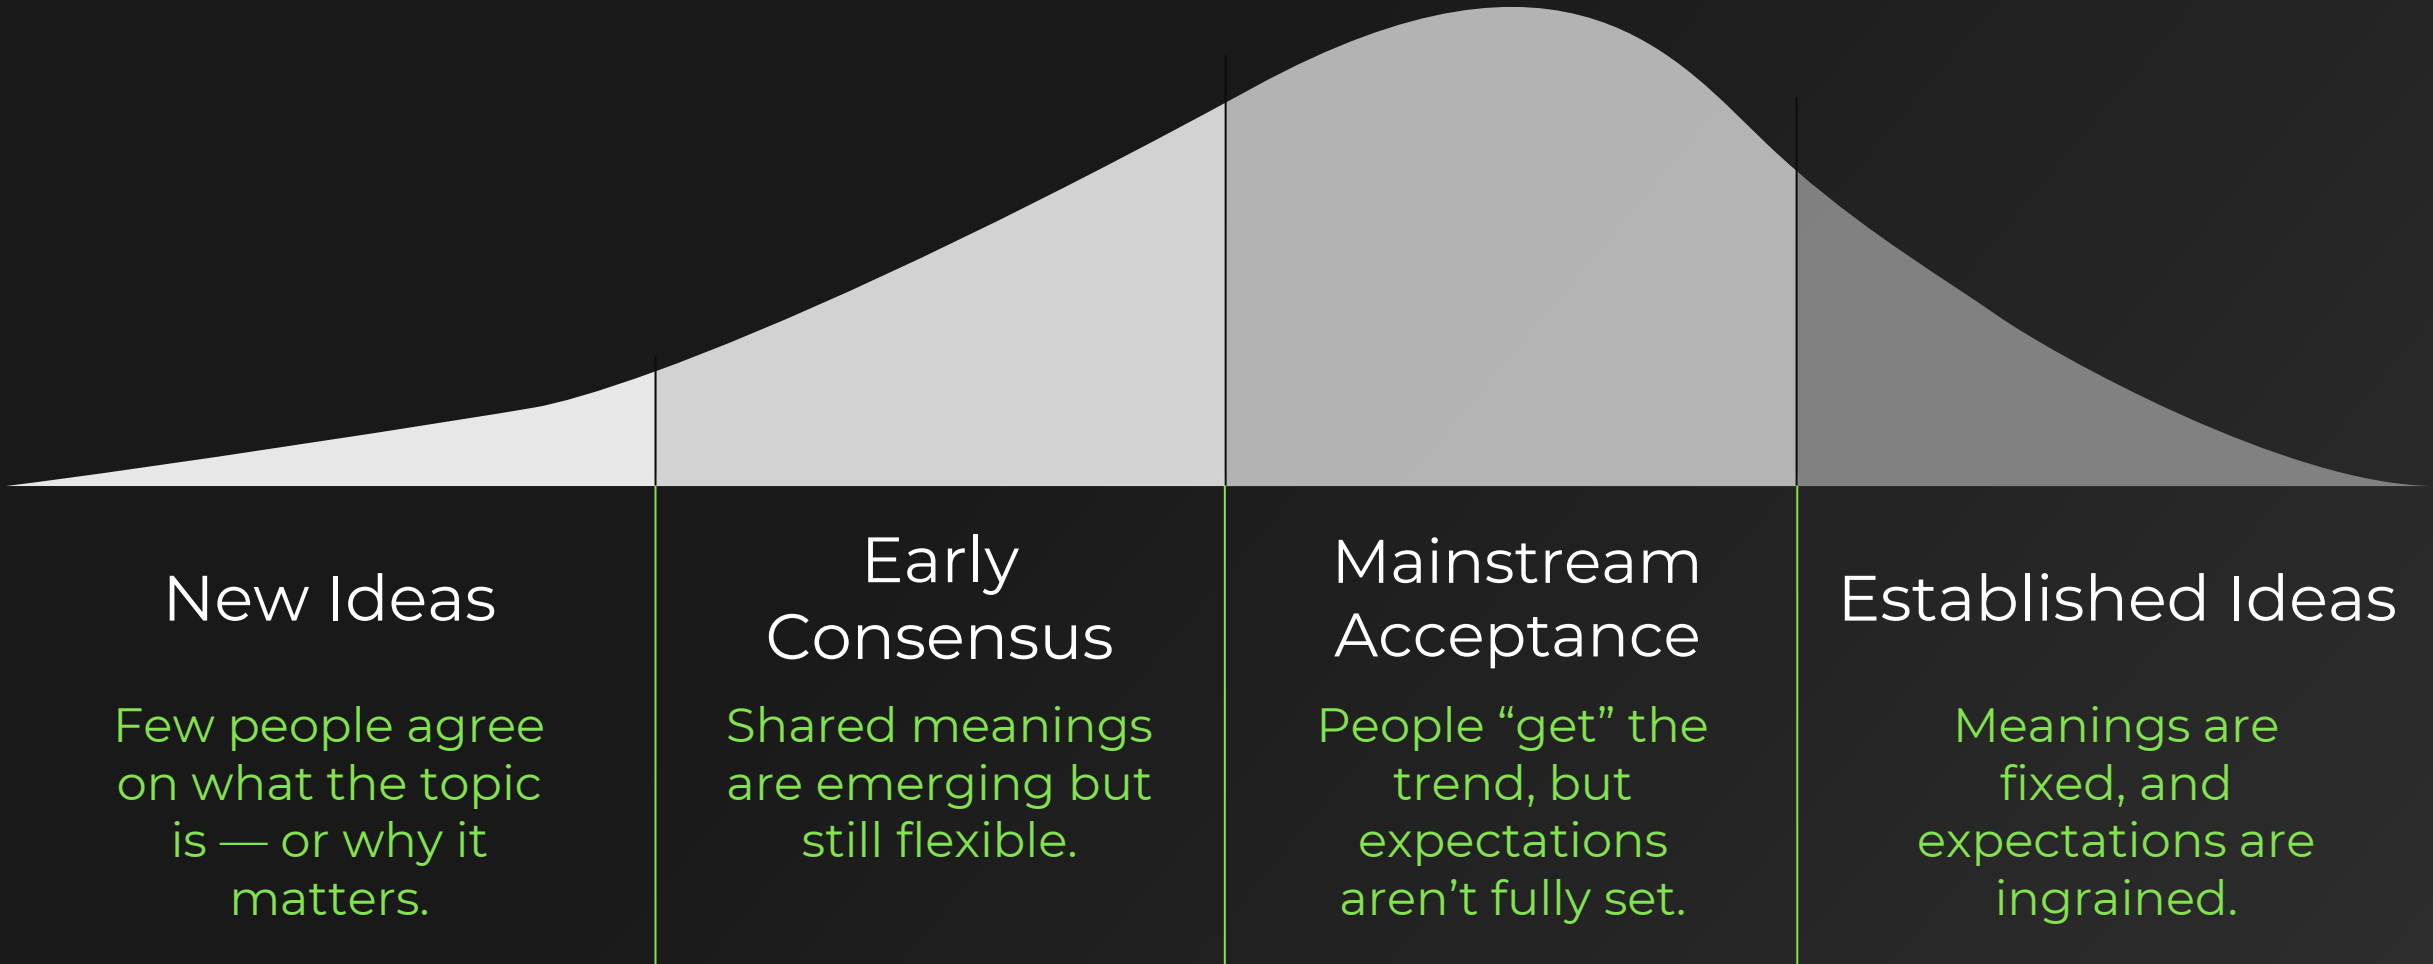 New Ideas
Few people agree
on what the topic
is — or why it
matters.
Early
Consensus
Shared meanings
are emerging but
still flexible.
Mainstream
Acceptance
People “get” the
trend, but
expectations
aren’t fully set.
Established Ideas
Meanings are
fixed, and
expectations are
ingrained.